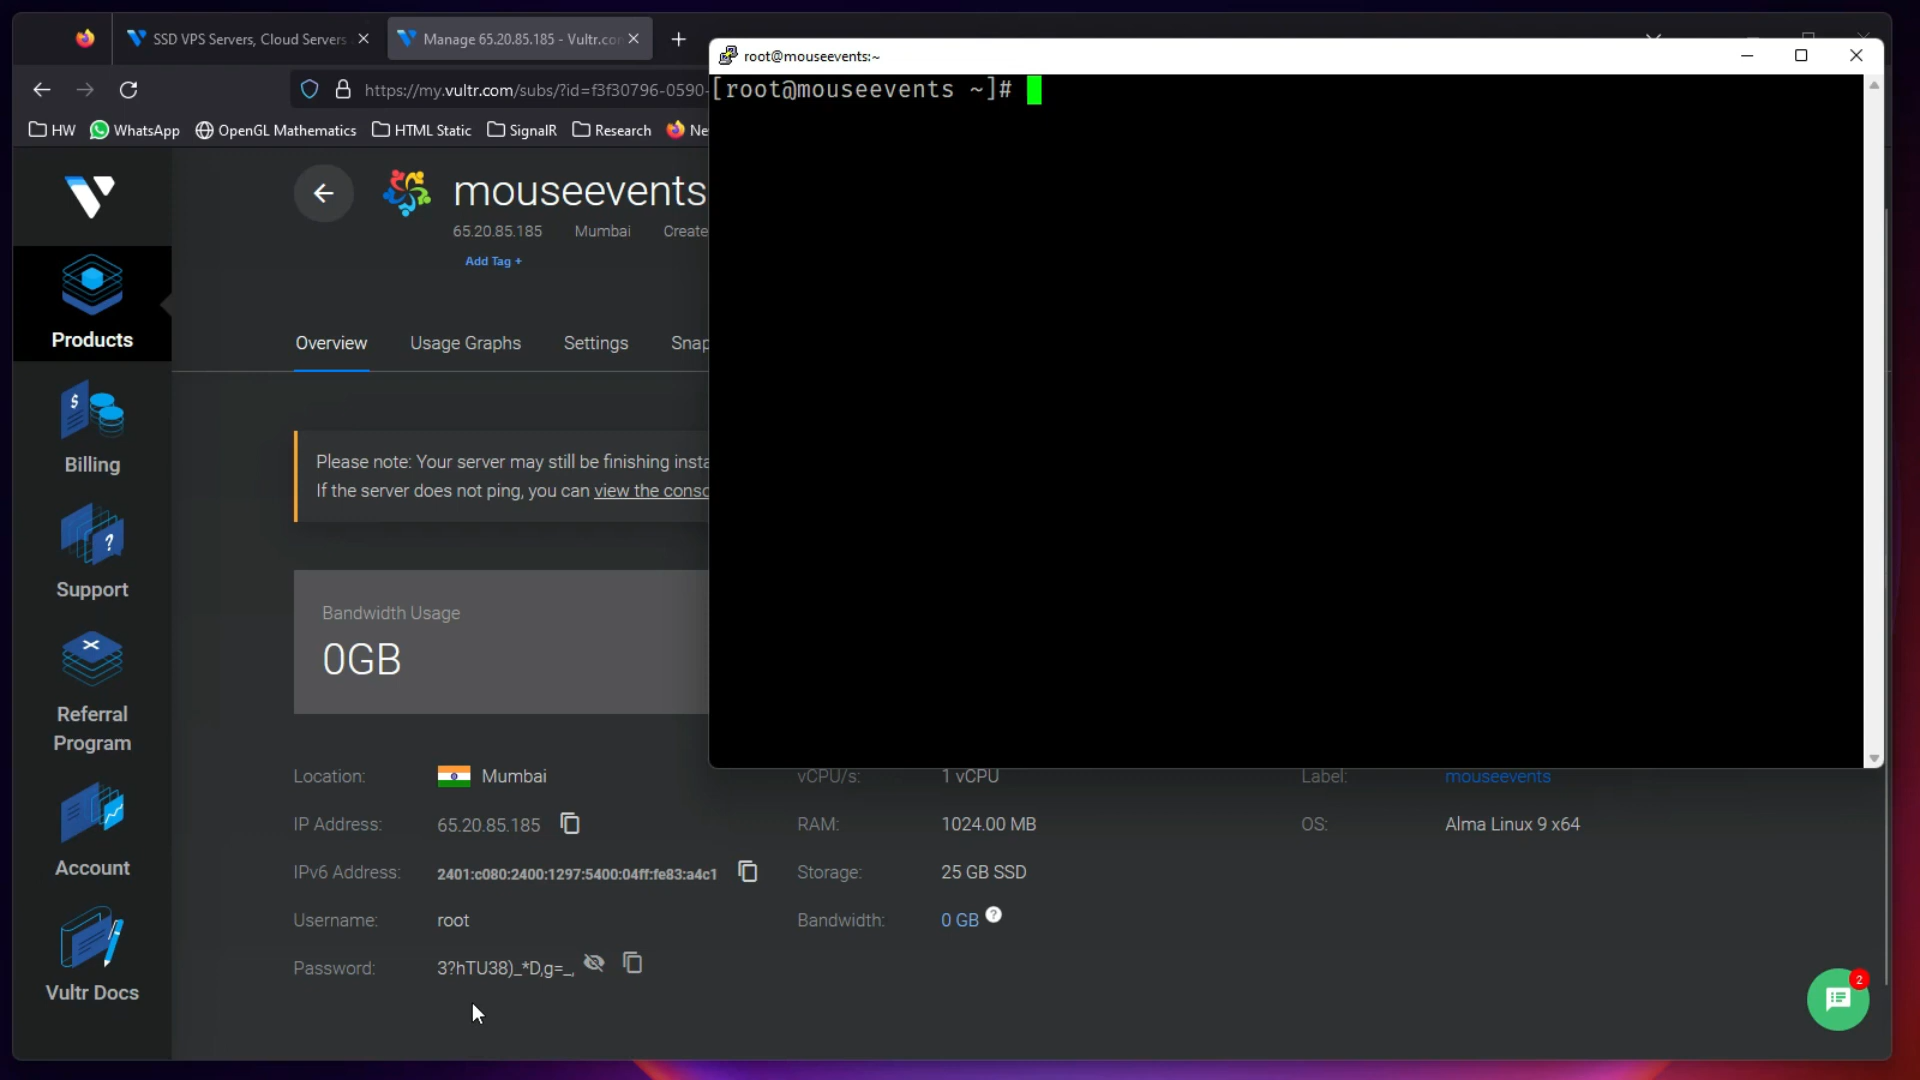 SSD VPS Servers, Cloud Servers
Manage 65.20.85.185 - Vultr.co
https://my.vultr.com/subs/?id=f3f30796-0590-
HW
WhatsApp
OpenGL Mathematics
HTML Static
SignalR
Research
Ne
root@mouseevents:~
[root@mouseevents ~]#
Products
Billing
Support
Referral
Program
Account
Vultr Docs
mouseevents
65.20.85.185
Mumbai
Create
Add Tag +
Overview
Usage Graphs
Settings
Snap
Please note: Your server may still be finishing insta
If the server does not ping, you can view the conso
Bandwidth Usage
0GB
Location:
Mumbai
IP Address:
65.20.85.185
IPv6 Address:
2401:c080:2400:1297:5400:04ff:fe83:a4c1
Username:
root
Password:
3?hTU38)_*D,g=_,
vCPU/s:
1 vCPU
RAM:
1024.00 MB
Storage:
25 GB SSD
Bandwidth:
0 GB
?
Label:
mouseevents
OS:
Alma Linux 9 x64
2